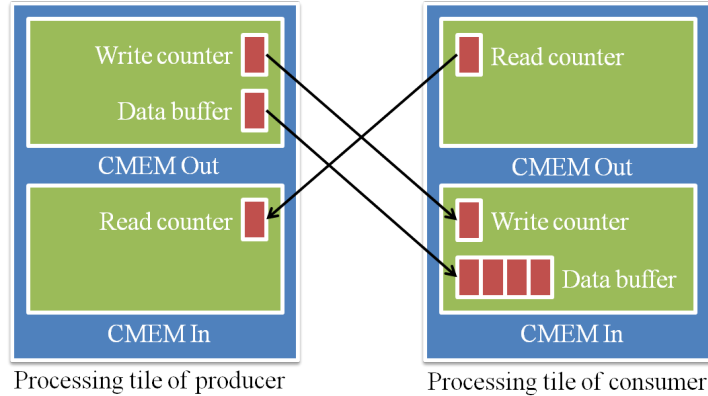 Write counter
Data buffer
CMEM Out
Read counter
CMEM In
Processing tile of producer
Read counter
CMEM Out
Write counter
Data buffer
CMEM In
Processing tile of consumer